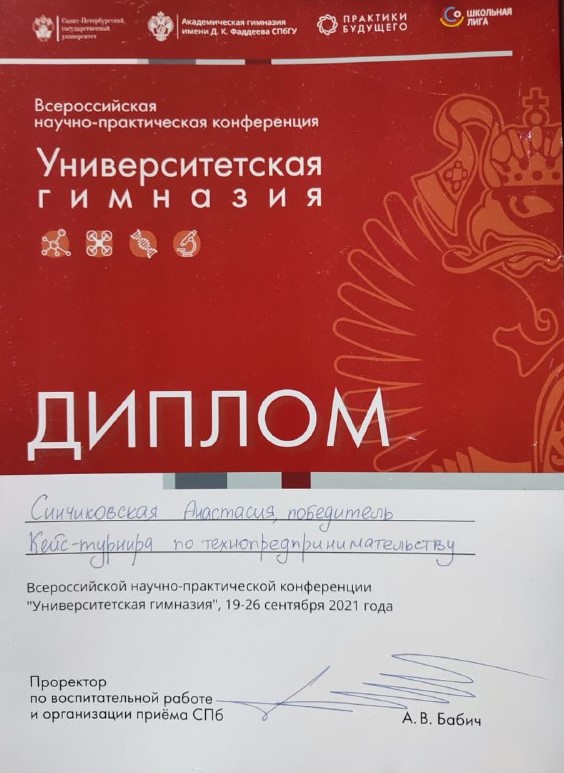 Санкт-Петербургский
государственный
университет
Академическая гимназия
имени Д. К. Фаддеева СПбГУ
ПРАКТИКИ
БУДУЩЕГО
ШКОЛЬНАЯ
ЛИГА
Всероссийская
научно-практическая конференция
Университетская
гимназия
ДИПЛОМ
Синчиковская Анастасия, победитель
Кейс-турнира по технопредпринимательству
Всероссийской научно-практической конференции
"Университетская гимназия", 19-26 сентября 2021 года
Проректор
по воспитательной работе
и организации приёма СПб
А. В. Бабич